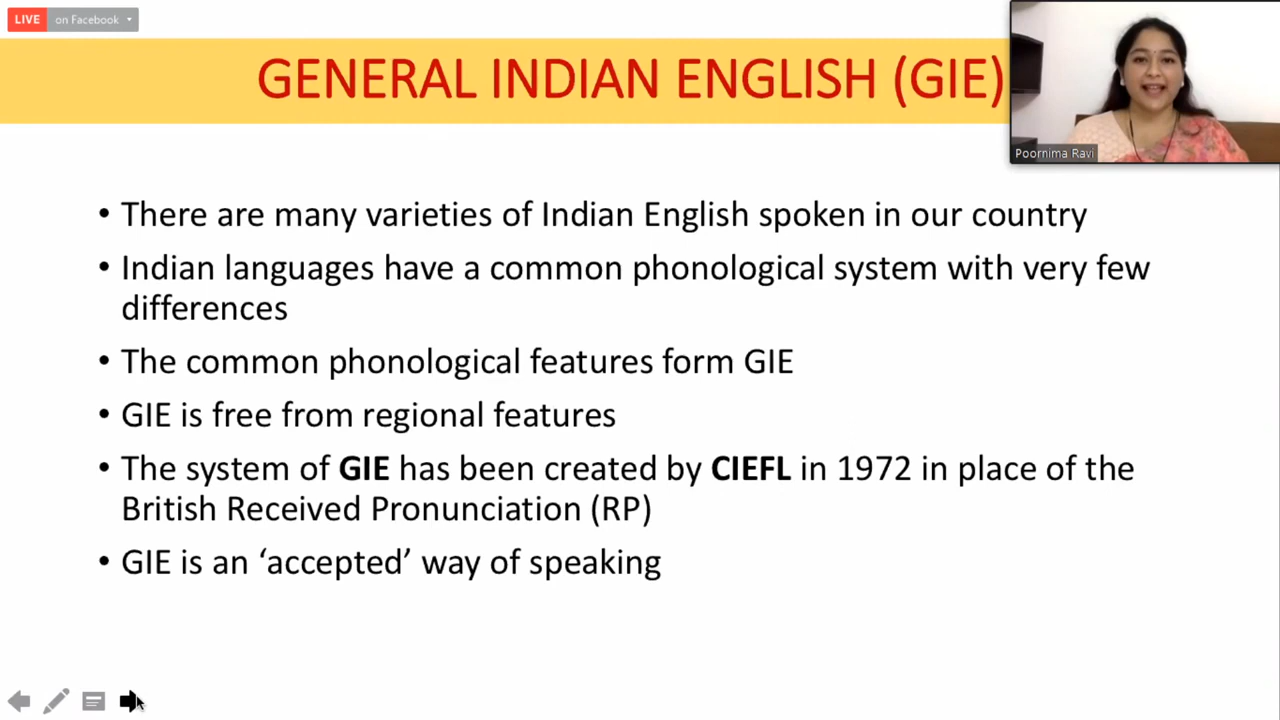 LIVE on Facebook
GENERAL INDIAN ENGLISH (GIE)
Poornima Ravi
• There are many varieties of Indian English spoken in our country
• Indian languages have a common phonological system with very few
differences
• The common phonological features form GIE
• GIE is free from regional features
• The system of GIE has been created by CIEFL in 1972 in place of the
British Received Pronunciation (RP)
• GIE is an ‘accepted’ way of speaking